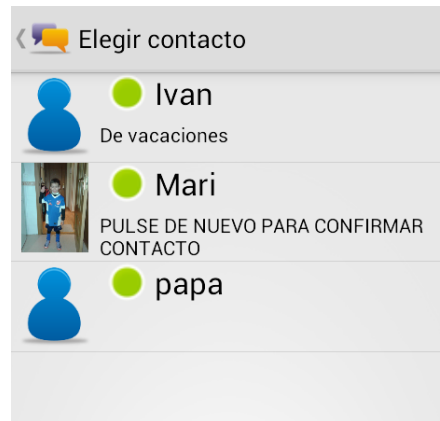 Elegir contacto
Ivan
De vacaciones
Mari
PULSE DE NUEVO PARA CONFIRMAR
CONTACTO
papa